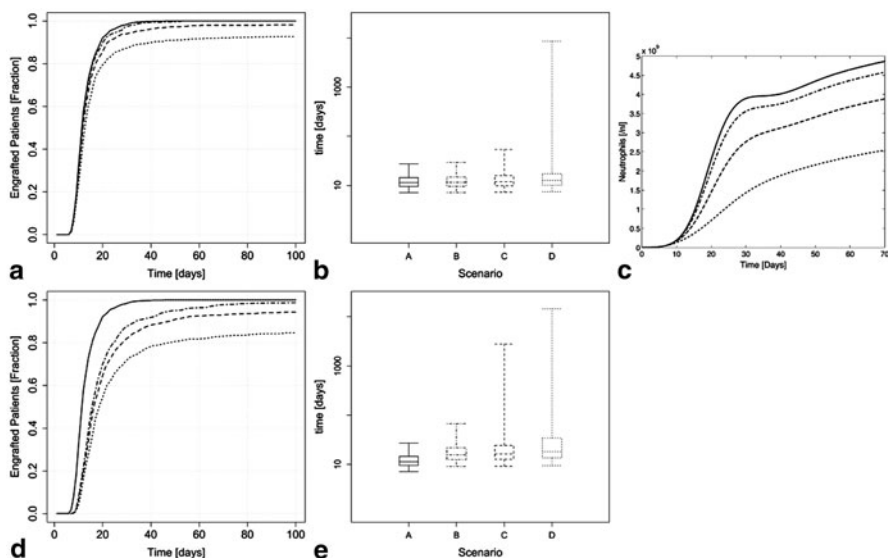 Engrafted Patients [Fraction]
1.0
0.8
0.6
0.4
0.2
0.0
0 20 40 60 80 100
Time [days]
a
time [days]
1000
10
A B C D
Scenario
b
x 10⁹
Neutrophils [/ml]
5
4.5
4
3.5
3
2.5
2
1.5
1
0.5
0
0 10 20 30 40 50 60 70
Time [Days]
c
Engrafted Patients [Fraction]
1.0
0.8
0.6
0.4
0.2
0.0
0 20 40 60 80 100
Time [days]
d
time [days]
1000
10
A B C D
Scenario
e